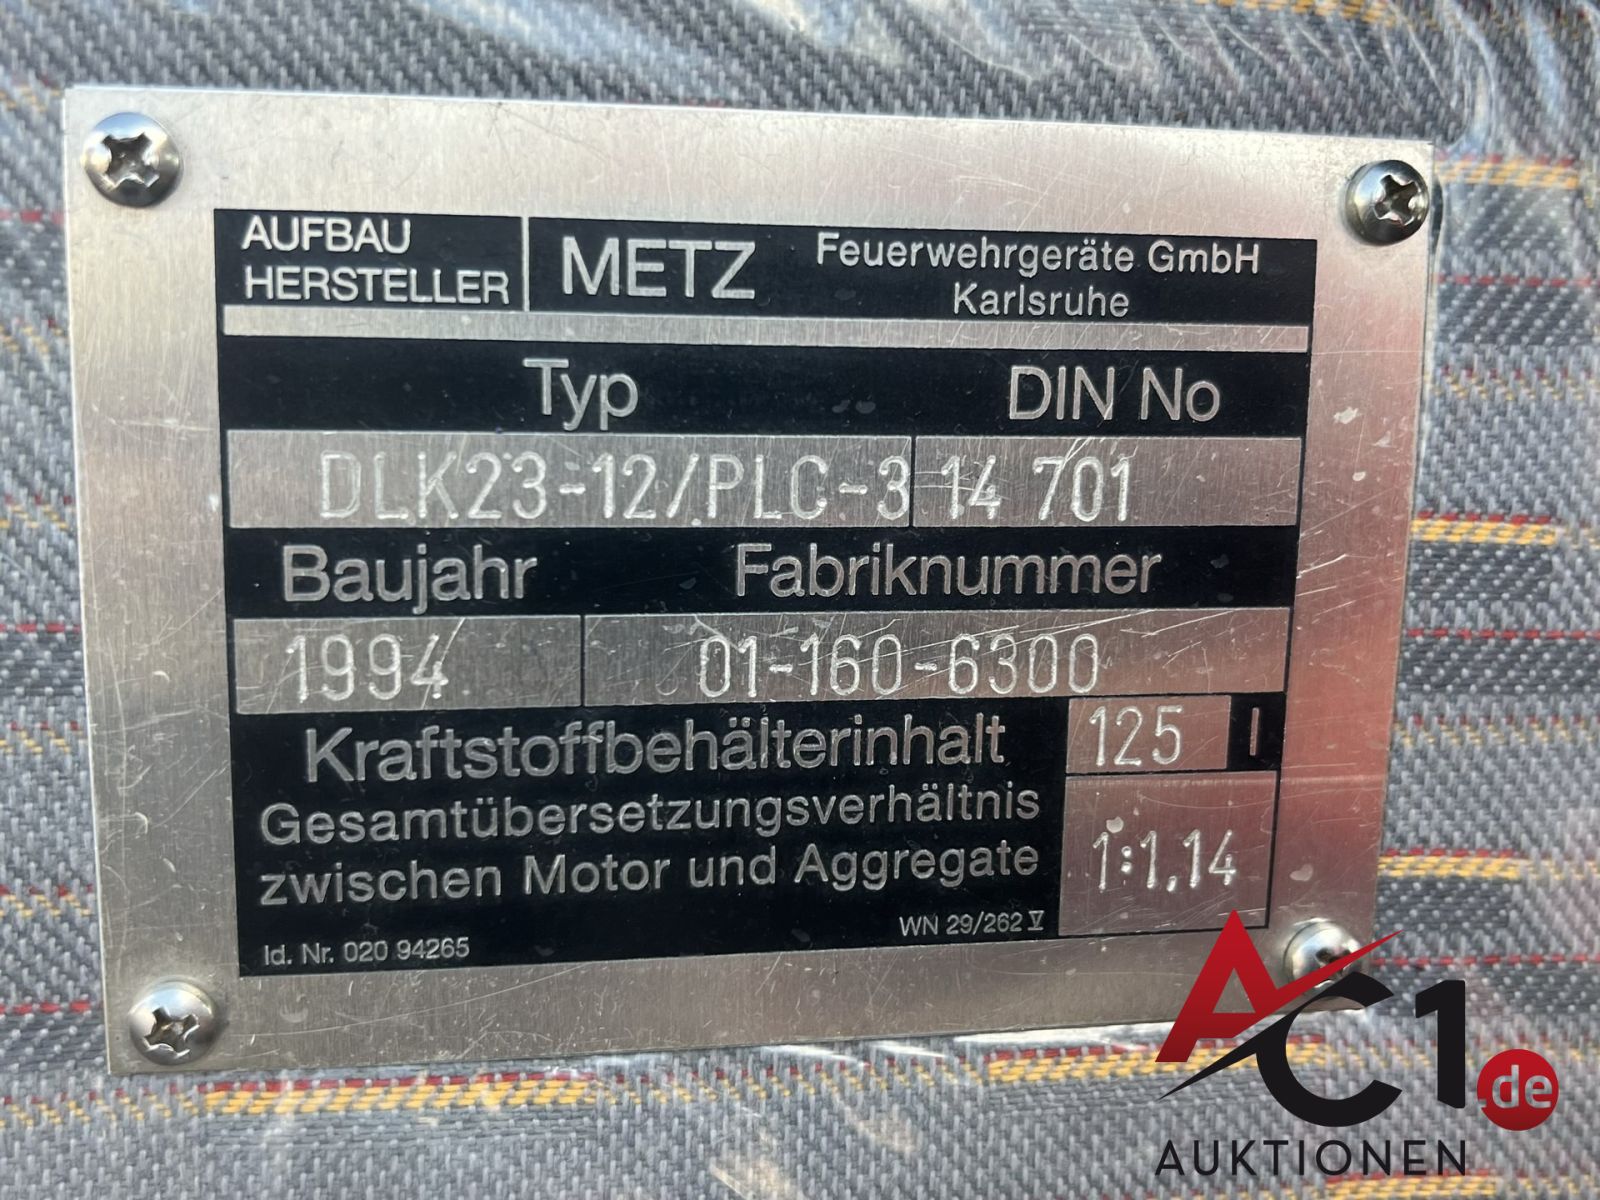 AUFBAU
HERSTELLER
METZ
Feuerwehrgeräte GmbH
Karlsruhe
Typ DIN No
DLK23-12/PLC-3 14 701
Baujahr Fabriknummer
1994 01-160-6300
Kraftstoffbehälterinhalt 125 l
Gesamtübersetzungsverhältnis
zwischen Motor und Aggregate 1:1,14
Id. Nr. 020 94265 WN 29/262 V
AC1.de
AUKTIONEN